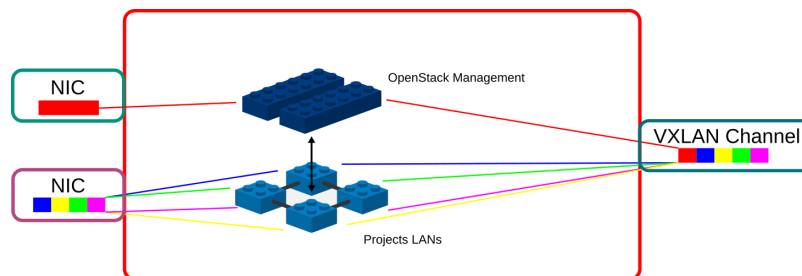 NIC
OpenStack Management
VXLAN Channel
NIC
Projects LANs